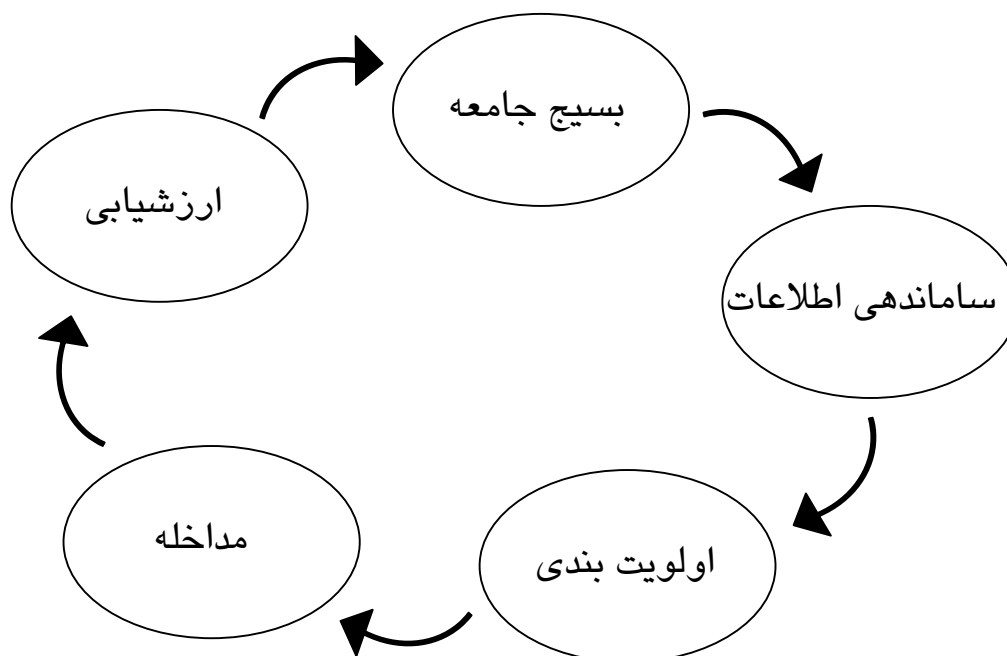 بسیج جامعه
ساماندهی اطلاعات
اولویت بندی
مداخله
ارزشیابی